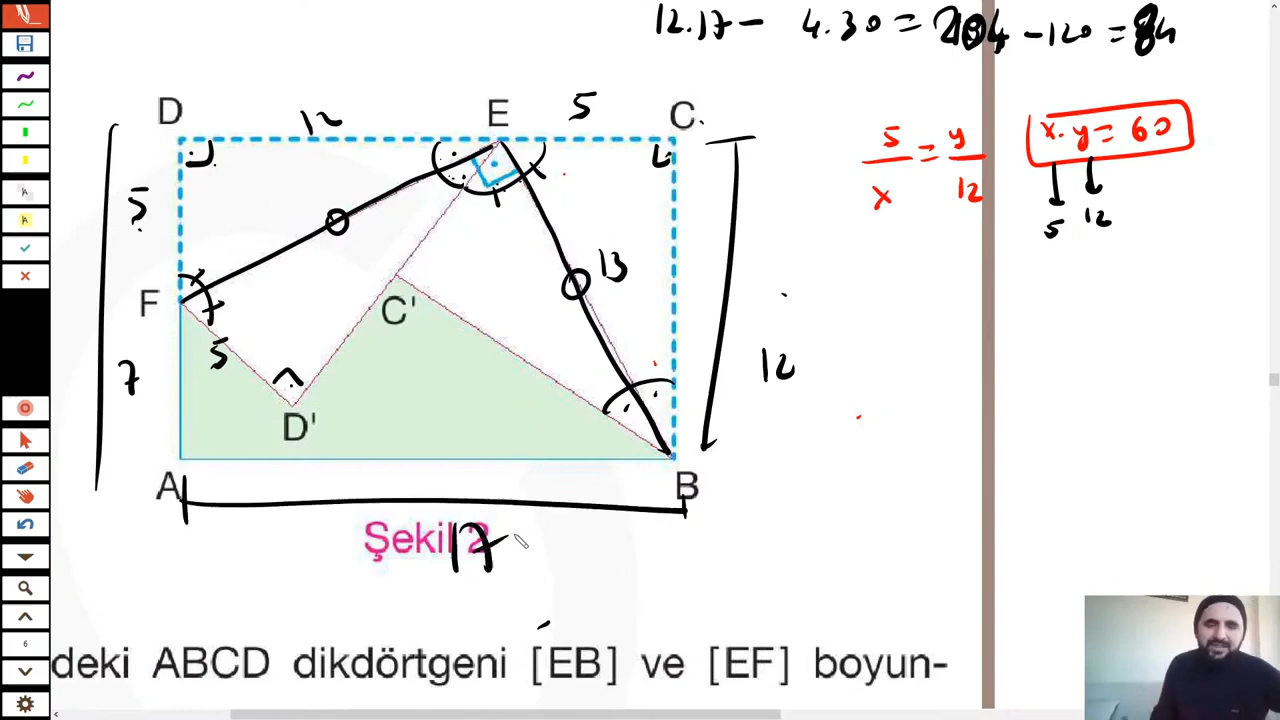 12.17 - 4.30 = 204 - 120 = 84
D 12 E 5 C.
5/x = y/12 x.y = 60
5 12
5
13
F
C'
5
7
12
D'
A B
Şekil 2
17
deki ABCD dikdörtgeni [EB] ve [EF] boyun-
6